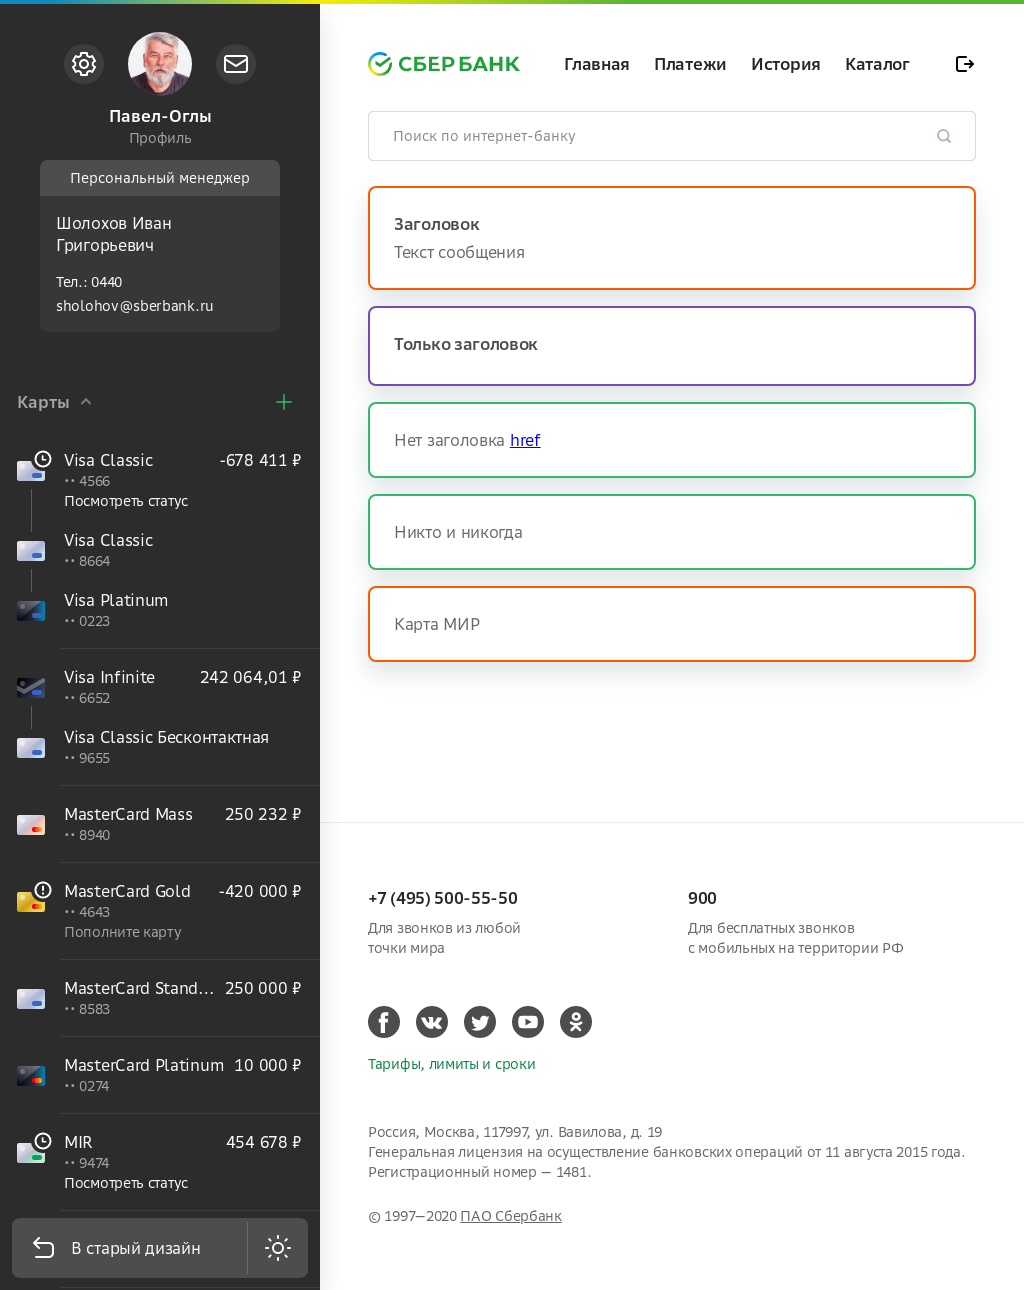 Павел-Оглы
Профиль
Персональный менеджер
Шолохов Иван
Григорьевич
Тел.: 0440
sholohov@sberbank.ru
Карты
Visa Classic -678 411 ₽
•• 4566
Посмотреть статус
Visa Classic
•• 8664
Visa Platinum
•• 0223
Visa Infinite 242 064,01 ₽
•• 6652
Visa Classic Бесконтактная
•• 9655
MasterCard Mass 250 232 ₽
•• 8940
MasterCard Gold -420 000 ₽
•• 4643
Пополните карту
MasterCard Stand... 250 000 ₽
•• 8583
MasterCard Platinum 10 000 ₽
•• 0274
MIR 454 678 ₽
•• 9474
Посмотреть статус
В старый дизайн
СБЕР БАНК Главная Платежи История Каталог
Поиск по интернет-банку
Заголовок
Текст сообщения
Только заголовок
Нет заголовка href
Никто и никогда
Карта МИР
+7 (495) 500-55-50
Для звонков из любой
точки мира
900
Для бесплатных звонков
с мобильных на территории РФ
Тарифы, лимиты и сроки
Россия, Москва, 117997, ул. Вавилова, д. 19
Генеральная лицензия на осуществление банковских операций от 11 августа 2015 года.
Регистрационный номер — 1481.
© 1997—2020 ПАО Сбербанк